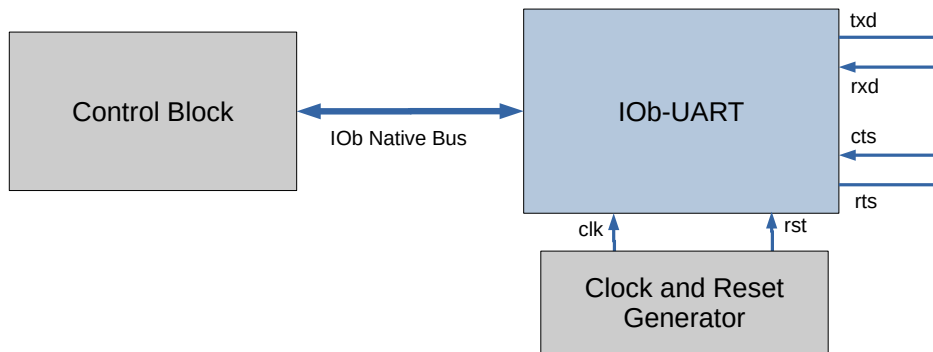 txd
Control Block
IOb-UART
rxd
IOb Native Bus
cts
rts
clk
rst
Clock and Reset
Generator